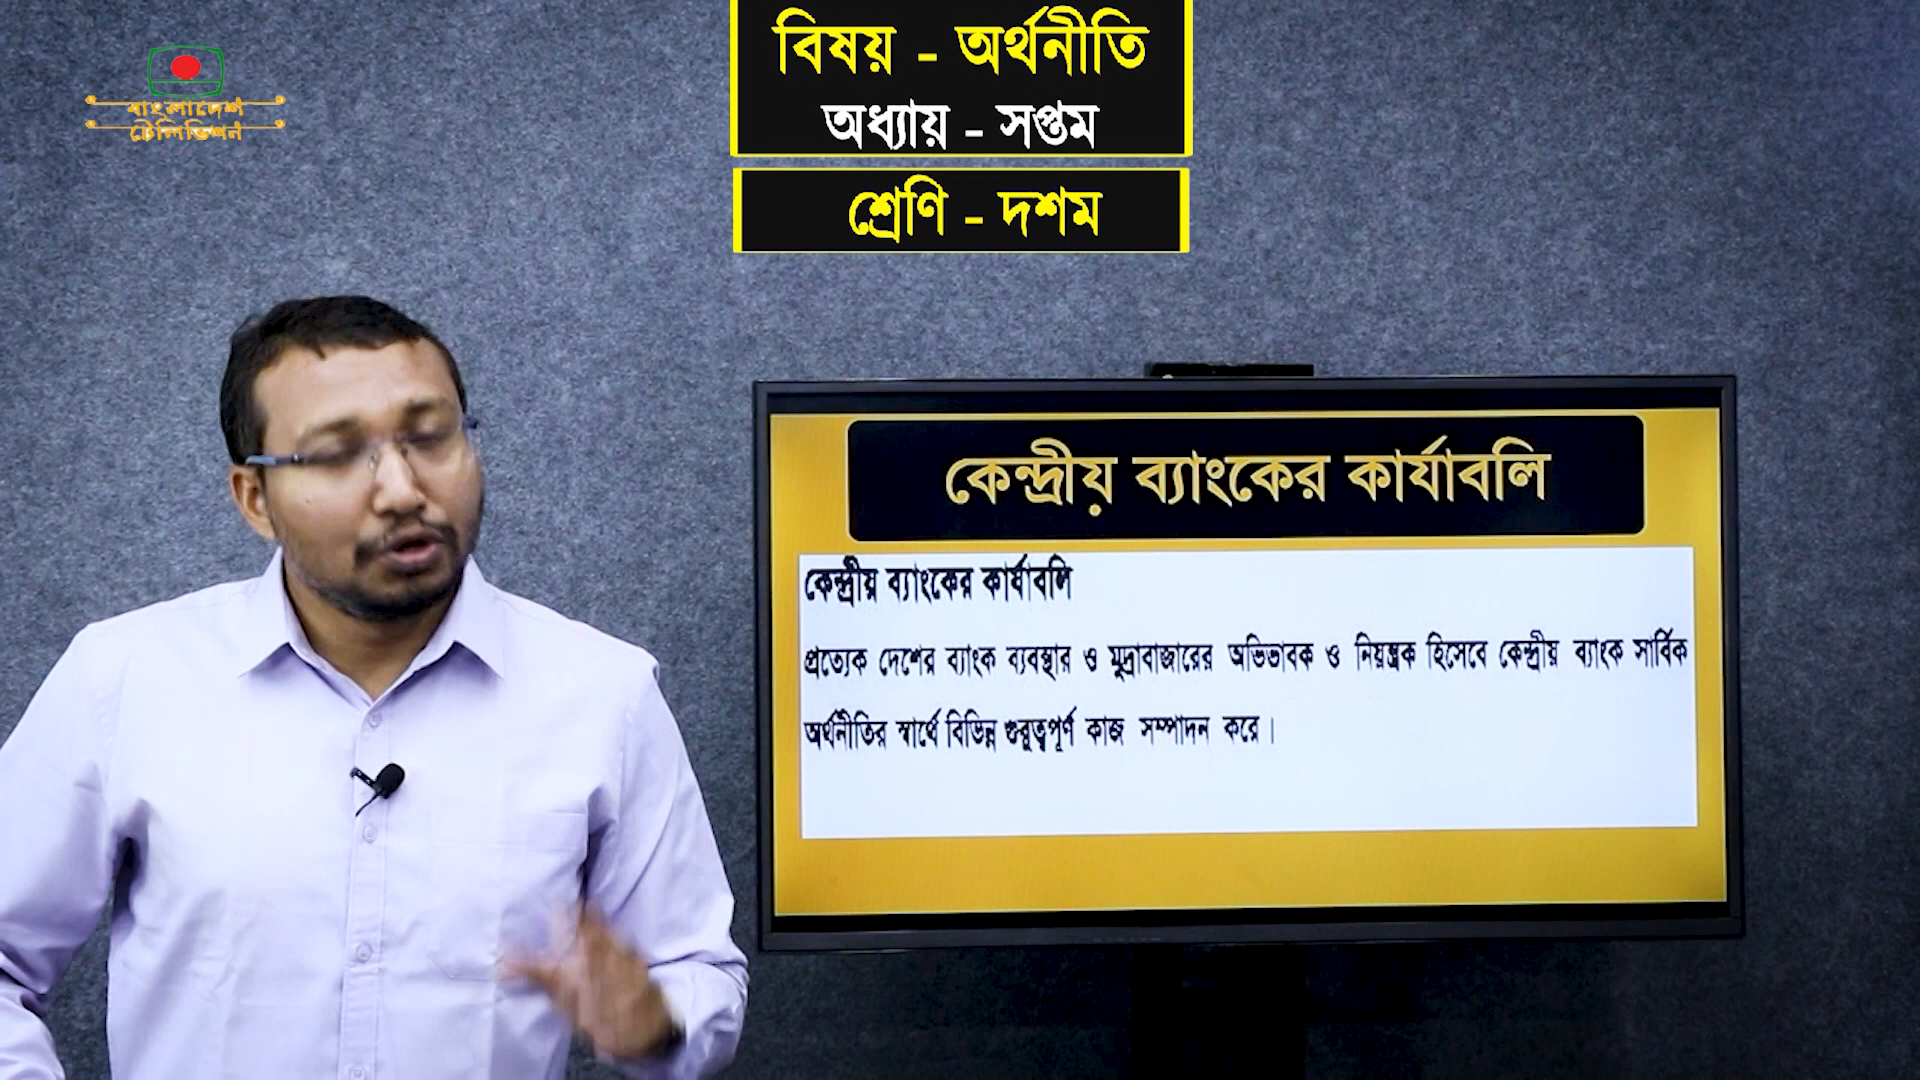 বাংলাদেশ
টেলিভিশন
বিষয় - অর্থনীতি
অধ্যায় - সপ্তম
শ্রেণি - দশম
কেন্দ্রীয় ব্যাংকের কার্যাবলি
কেন্দ্রীয় ব্যাংকের কার্যাবলি
প্রত্যেক দেশের ব্যাংক ব্যবস্থার ও মুদ্রাবাজারের অভিভাবক ও নিয়ন্ত্রক হিসেবে কেন্দ্রীয় ব্যাংক সার্বিক
অর্থনীতির স্বার্থে বিভিন্ন গুরুত্বপূর্ণ কাজ সম্পাদন করে।